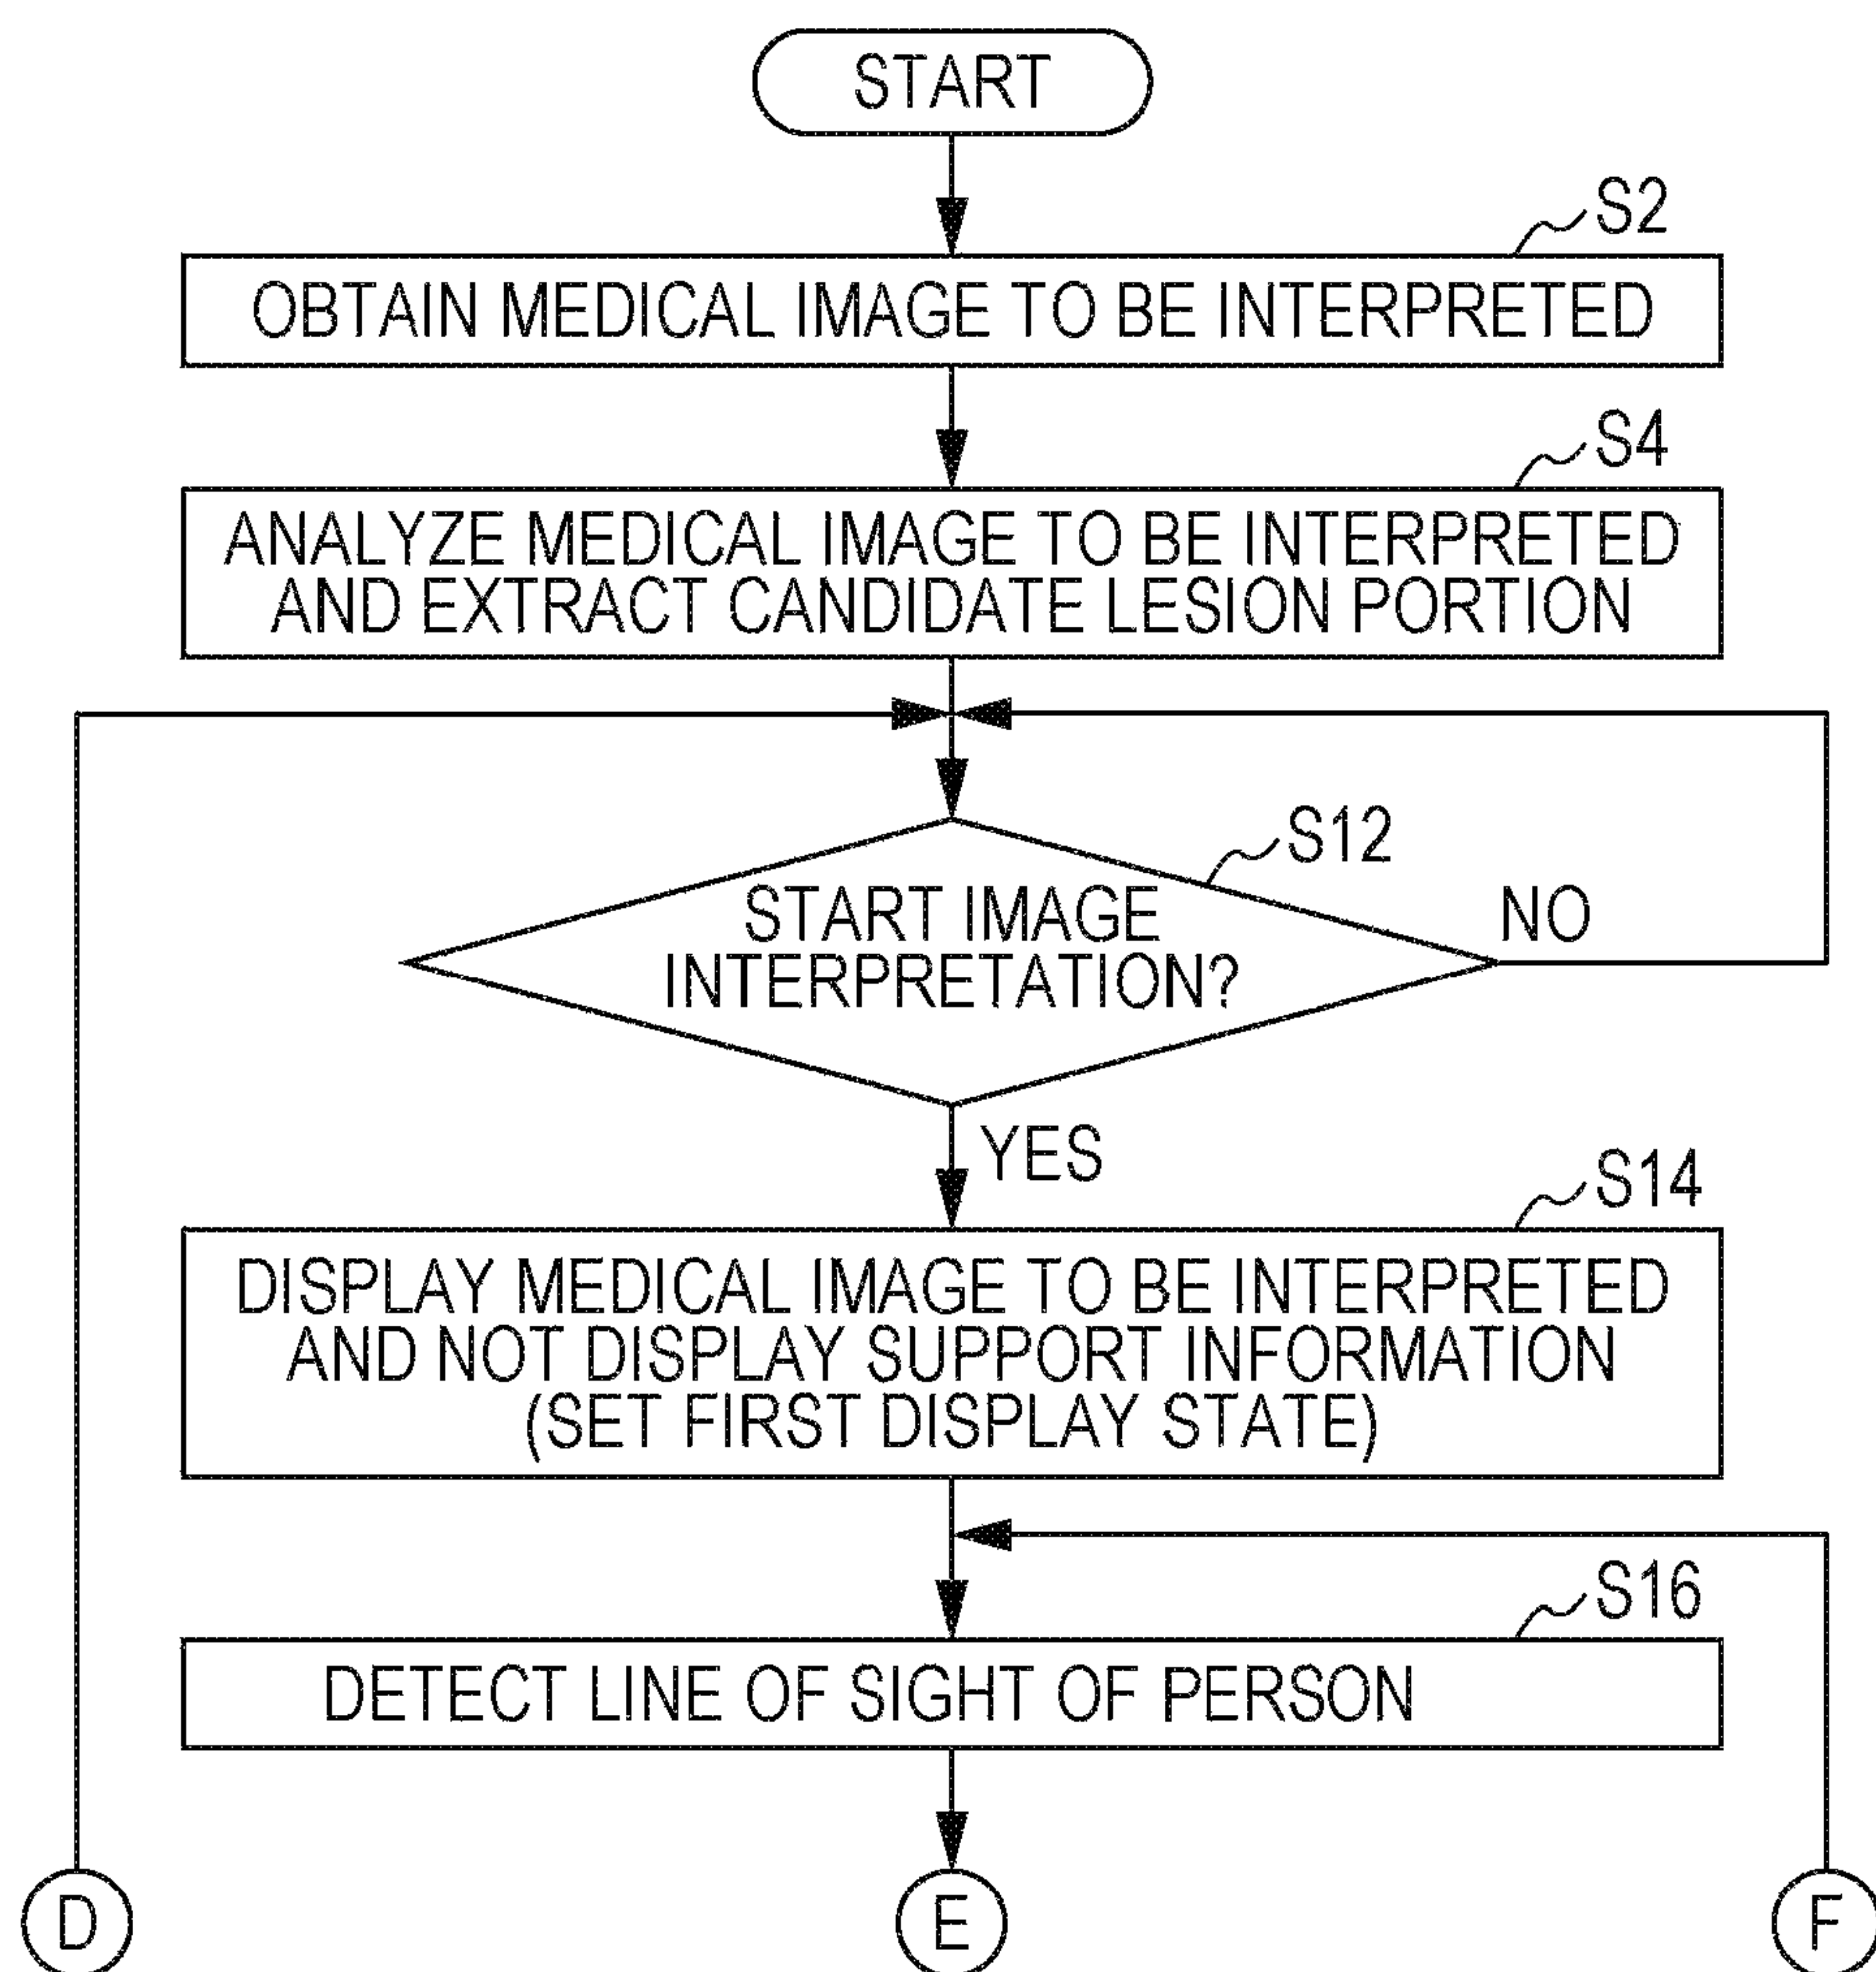 START
S2
OBTAIN MEDICAL IMAGE TO BE INTERPRETED
S4
ANALYZE MEDICAL IMAGE TO BE INTERPRETED
AND EXTRACT CANDIDATE LESION PORTION
S12
START IMAGE
INTERPRETATION?
NO
YES
S14
DISPLAY MEDICAL IMAGE TO BE INTERPRETED
AND NOT DISPLAY SUPPORT INFORMATION
(SET FIRST DISPLAY STATE)
S16
DETECT LINE OF SIGHT OF PERSON
D
E
F